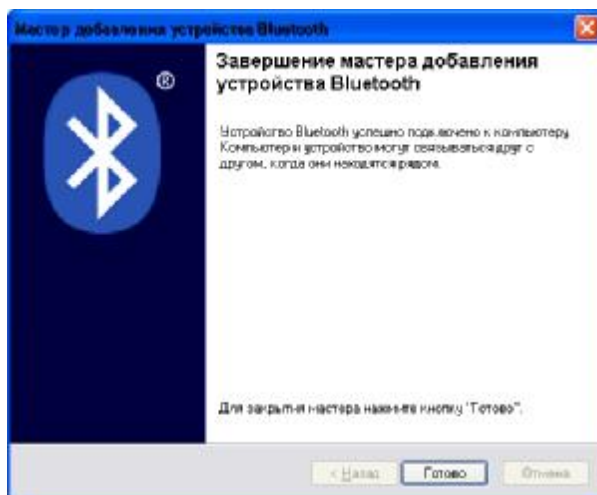 Мастер добавления устройства Bluetooth
®
Завершение мастера добавления
устройства Bluetooth
Устройство Bluetooth успешно подключено к компьютеру.
Компьютер и устройство могут связываться друг с
другом, когда они находятся рядом.
Для закрытия мастера нажмите кнопку "Готово".
< Назад Готово Отмена